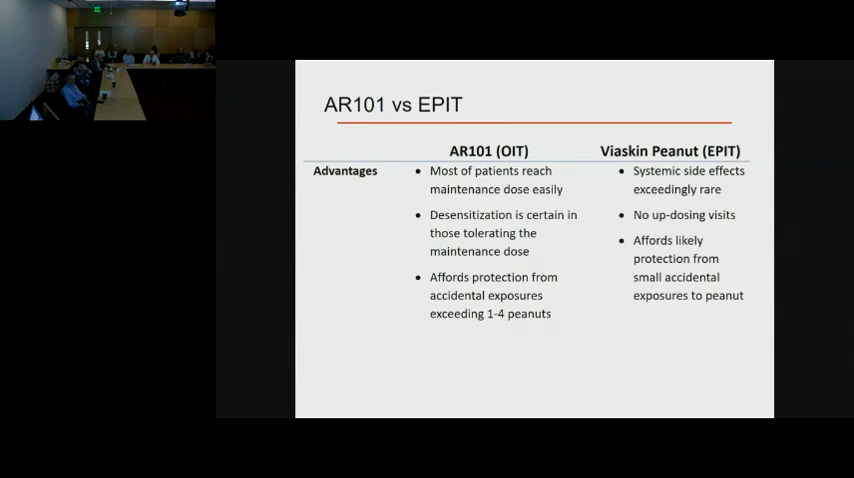 AR101 vs EPIT
AR101 (OIT)
Viaskin Peanut (EPIT)
Advantages
• Most of patients reach
maintenance dose easily
• Desensitization is certain in
those tolerating the
maintenance dose
• Affords protection from
accidental exposures
exceeding 1-4 peanuts
• Systemic side effects
exceedingly rare
• No up-dosing visits
• Affords likely
protection from
small accidental
exposures to peanut